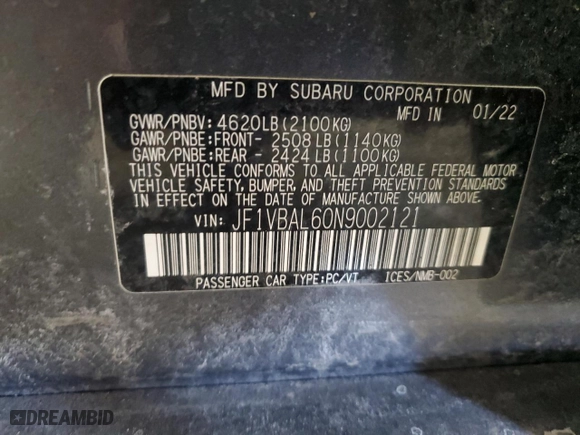 MFD BY SUBARU CORPORATION
MFD IN 01/22
GVWR/PNBV: 4620LB(2100KG)
GAWR/PNBE:FRONT- 2508LB(1140KG)
GAWR/PNBE:REAR - 2424LB(1100KG)
THIS VEHICLE CONFORMS TO ALL APPLICABLE FEDERAL MOTOR
VEHICLE SAFETY, BUMPER, AND THEFT PREVENTION STANDARDS
IN EFFECT ON THE DATE OF MANUFACTURE SHOWN ABOVE.
VIN: JF1VBAL60N9002121
PASSENGER CAR TYPE:PC/VT ICES/NMB-002
DREAMBID